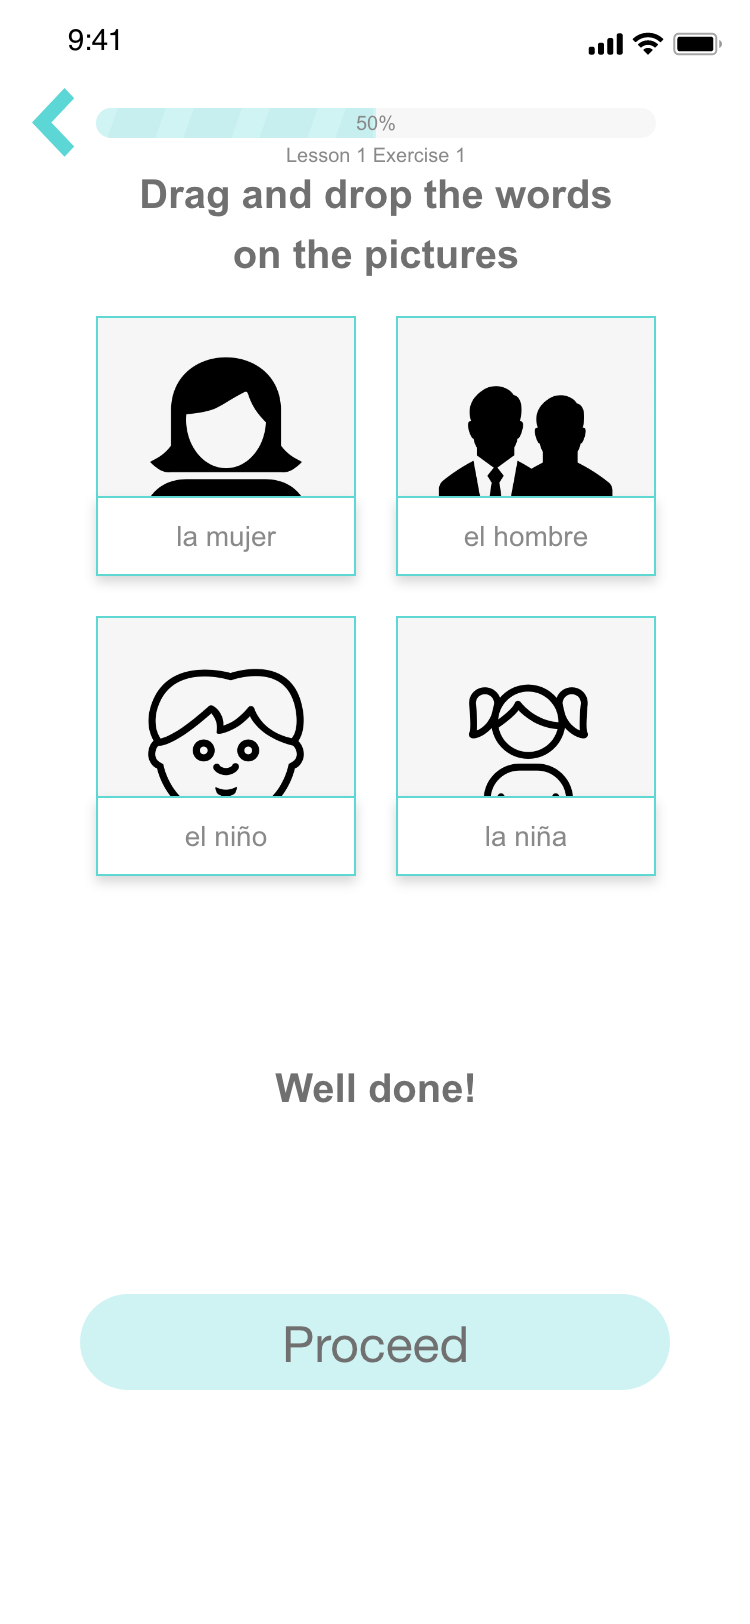 9:41
50%
Lesson 1 Exercise 1
Drag and drop the words
on the pictures
la mujer
el hombre
el niño
la niña
Well done!
Proceed